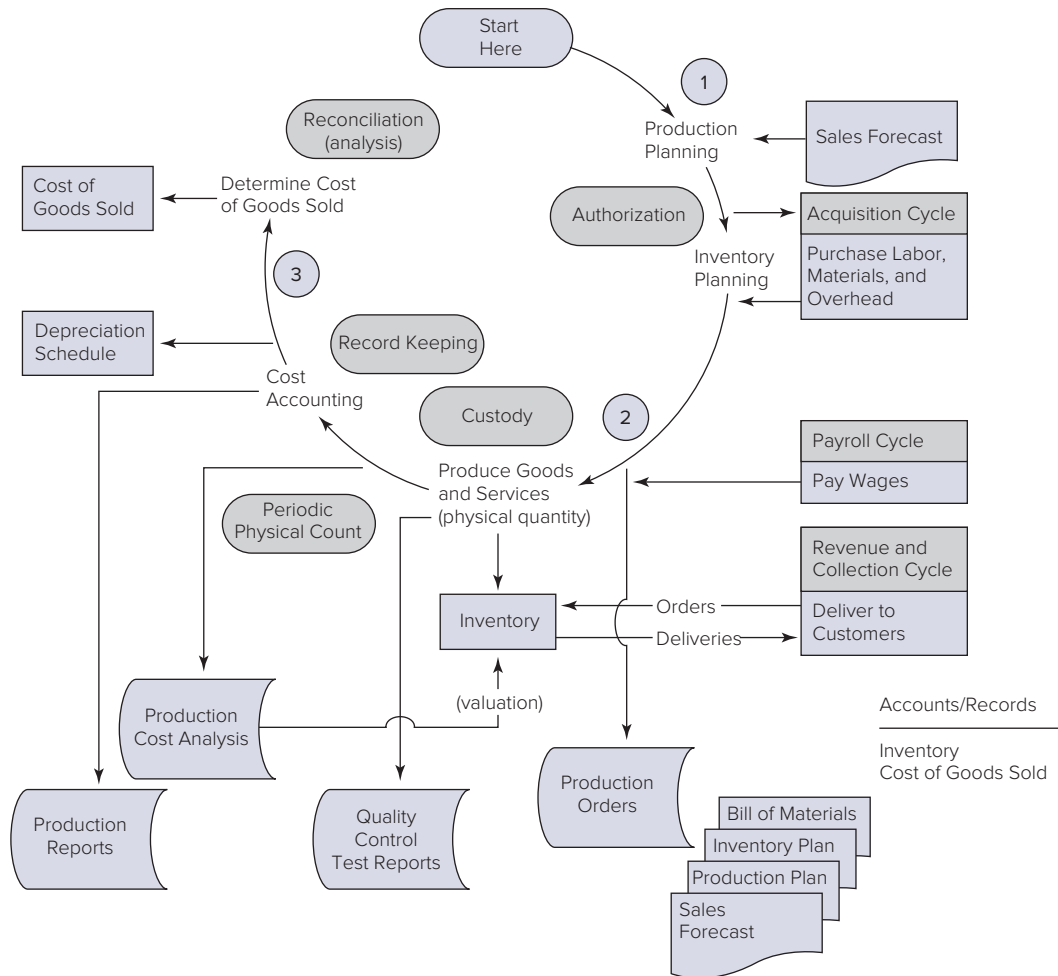 Start
Here
1
Reconciliation
(analysis)
Production
Planning
Sales Forecast
Cost of
Goods Sold
Determine Cost
of Goods Sold
Authorization
Acquisition Cycle
Purchase Labor,
Materials, and
Overhead
Inventory
Planning
3
Depreciation
Schedule
Record Keeping
Cost
Accounting
Custody
2
Payroll Cycle
Pay Wages
Produce Goods
and Services
(physical quantity)
Periodic
Physical Count
Revenue and
Collection Cycle
Deliver to
Customers
Inventory
Orders
Deliveries
(valuation)
Accounts/Records
Inventory
Cost of Goods Sold
Production
Cost Analysis
Production
Reports
Quality
Control
Test Reports
Production
Orders
Bill of Materials
Inventory Plan
Production Plan
Sales
Forecast